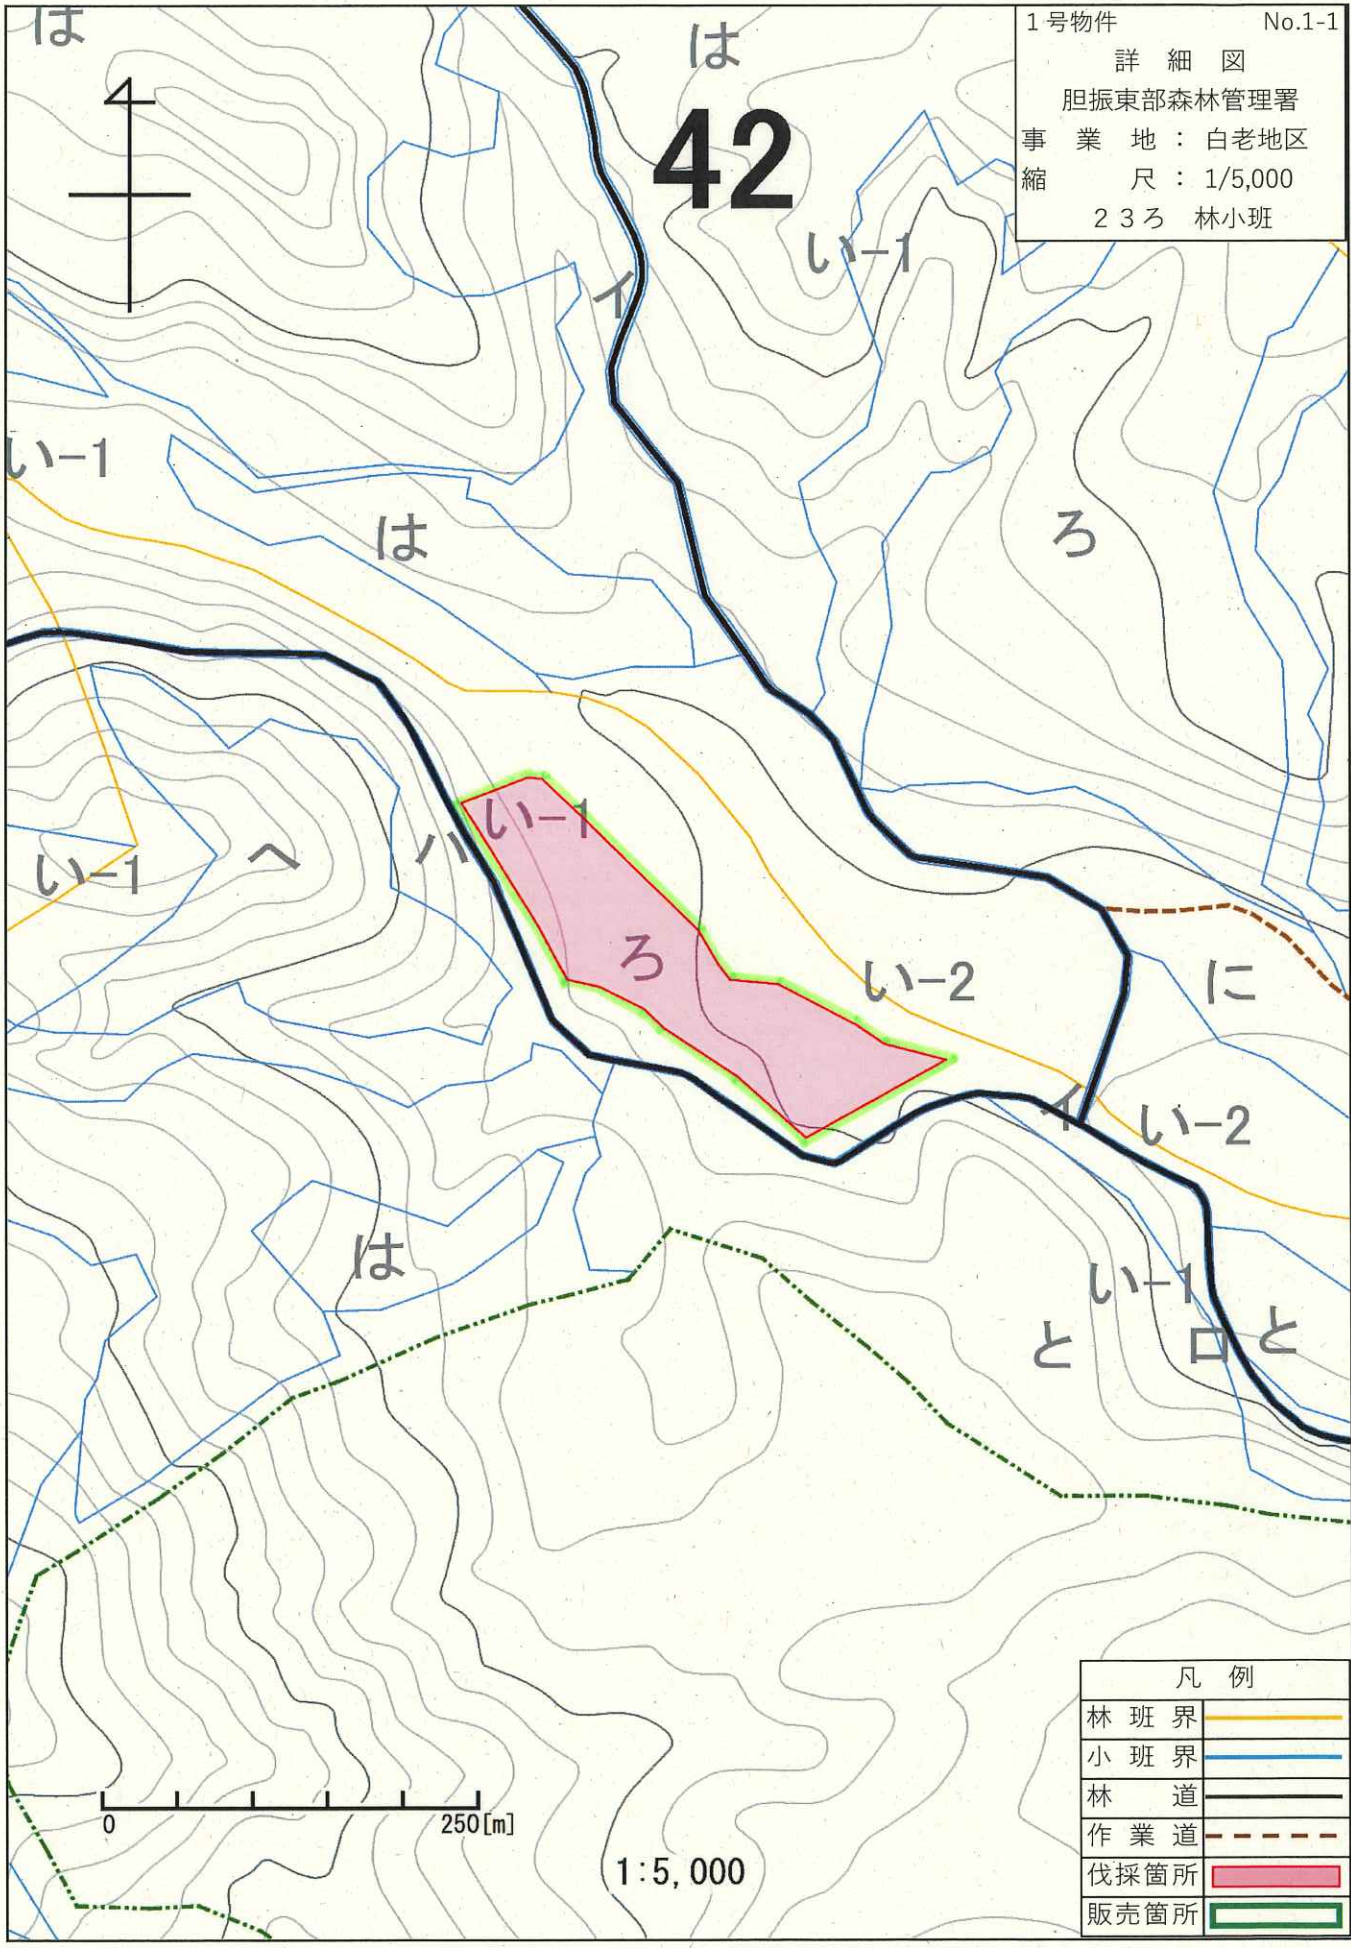 1号物件 No.1-1
詳細図
胆振東部森林管理署
事業地：白老地区
縮尺：1/5,000
23ろ 林小班
は
は
42
い-1
イ
い-1
は
ろ
い-1
ハ
へ
い-1
ろ
い-2
に
イ
い-2
は
い-1
と
ロ
と
凡例
林班界
小班界
林道
作業道
伐採箇所
販売箇所
0 250[m]
1:5,000